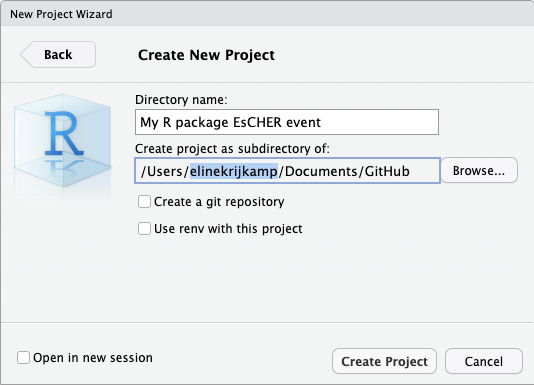 New Project Wizard
Back
Create New Project
R
Directory name:
My R package EsCHER event
Create project as subdirectory of:
/Users/elinekrijkamp/Documents/GitHub
Browse...
Create a git repository
Use renv with this project
Open in new session
Create Project
Cancel